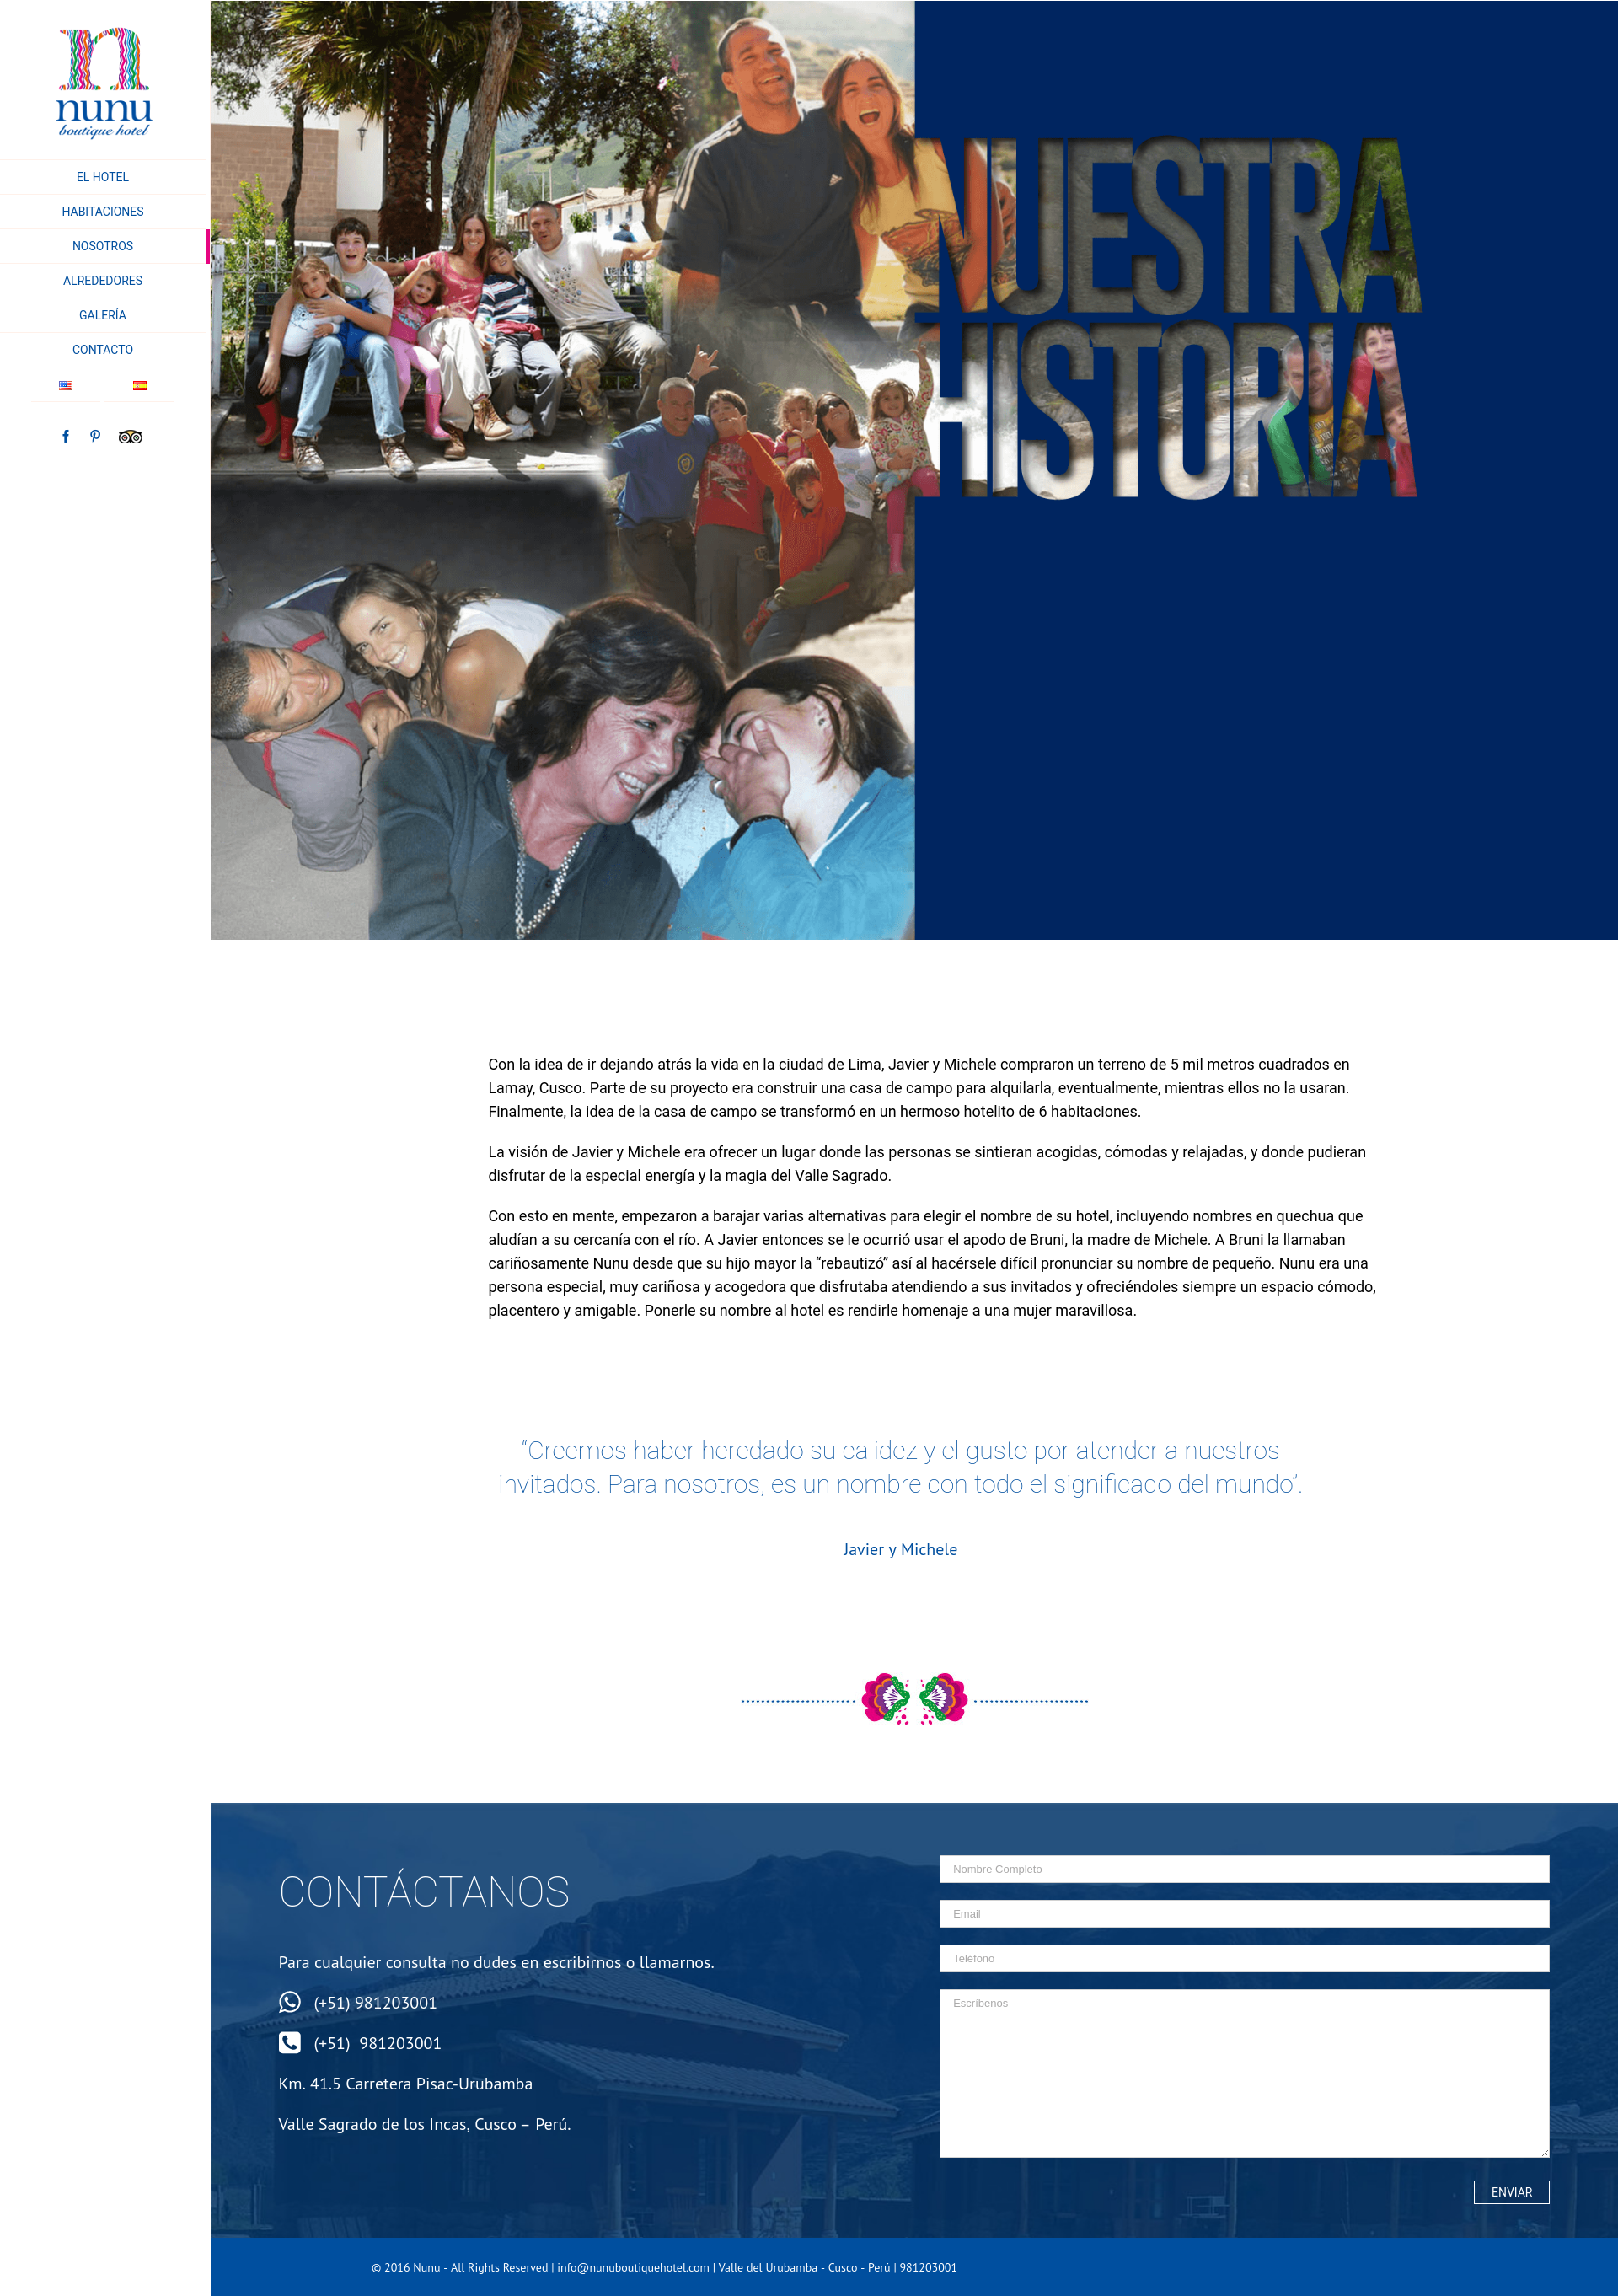 nunu
boutique hotel
EL HOTEL
HABITACIONES
NOSOTROS
ALREDEDORES
GALERÍA
CONTACTO
NUESTRA
HISTORIA
Con la idea de ir dejando atrás la vida en la ciudad de Lima, Javier y Michele compraron un terreno de 5 mil metros cuadrados en
Lamay, Cusco. Parte de su proyecto era construir una casa de campo para alquilarla, eventualmente, mientras ellos no la usaran.
Finalmente, la idea de la casa de campo se transformó en un hermoso hotelito de 6 habitaciones.
La visión de Javier y Michele era ofrecer un lugar donde las personas se sintieran acogidas, cómodas y relajadas, y donde pudieran
disfrutar de la especial energía y la magia del Valle Sagrado.
Con esto en mente, empezaron a barajar varias alternativas para elegir el nombre de su hotel, incluyendo nombres en quechua que
aludían a su cercanía con el río. A Javier entonces se le ocurrió usar el apodo de Bruni, la madre de Michele. A Bruni la llamaban
cariñosamente Nunu desde que su hijo mayor la “rebautizó” así al hacérsele difícil pronunciar su nombre de pequeño. Nunu era una
persona especial, muy cariñosa y acogedora que disfrutaba atendiendo a sus invitados y ofreciéndoles siempre un espacio cómodo,
placentero y amigable. Ponerle su nombre al hotel es rendirle homenaje a una mujer maravillosa.
“Creemos haber heredado su calidez y el gusto por atender a nuestros
invitados. Para nosotros, es un nombre con todo el significado del mundo”.
Javier y Michele
CONTÁCTANOS
Para cualquier consulta no dudes en escribirnos o llamarnos.
(+51) 981203001
(+51) 981203001
Km. 41.5 Carretera Pisac-Urubamba
Valle Sagrado de los Incas, Cusco – Perú.
Nombre Completo
Email
Teléfono
Escríbenos
ENVIAR
© 2016 Nunu - All Rights Reserved | info@nunuboutiquehotel.com | Valle del Urubamba - Cusco - Perú | 981203001